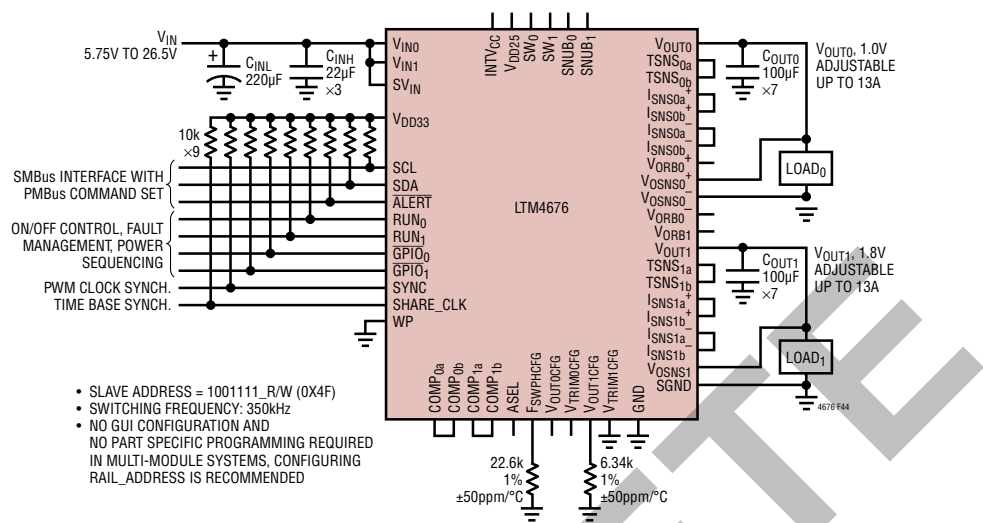 INTVCC
VDD25
SW0
SW1
SNUB0
SNUB1
VIN
5.75V TO 26.5V
+
CINL
220µF
CINH
22µF
×3
VIN0
VIN1
SVIN
VDD33
10k
×9
SMBus INTERFACE WITH
PMBus COMMAND SET
SCL
SDA
ALERT
ON/OFF CONTROL, FAULT
MANAGEMENT, POWER
SEQUENCING
RUN0
RUN1
GPIO0
GPIO1
PWM CLOCK SYNCH.
SYNC
TIME BASE SYNCH.
SHARE_CLK
WP
LTM4676
VOUT0
TSNS0a
TSNS0b
ISNS0a+
ISNS0b+
ISNS0a–
ISNS0b–
VORB0+
VOSNS0+
VOSNS0–
VORB0–
VORB1
VOUT1
TSNS1a
TSNS1b
ISNS1a+
ISNS1b+
ISNS1a–
ISNS1b–
VOSNS1
SGND
COUT0
100µF
×7
VOUT0, 1.0V
ADJUSTABLE
UP TO 13A
LOAD0
COUT1
100µF
×7
VOUT1, 1.8V
ADJUSTABLE
UP TO 13A
LOAD1
4676 F44
COMP0a
COMP0b
COMP1a
COMP1b
ASEL
FSWPHCFG
VOUT0CFG
VTRIM0CFG
VOUT1CFG
VTRIM1CFG
GND
22.6k
1%
±50ppm/°C
6.34k
1%
±50ppm/°C
• SLAVE ADDRESS = 1001111_R/W (0X4F)
• SWITCHING FREQUENCY: 350kHz
• NO GUI CONFIGURATION AND
NO PART SPECIFIC PROGRAMMING REQUIRED
IN MULTI-MODULE SYSTEMS, CONFIGURING
RAIL_ADDRESS IS RECOMMENDED